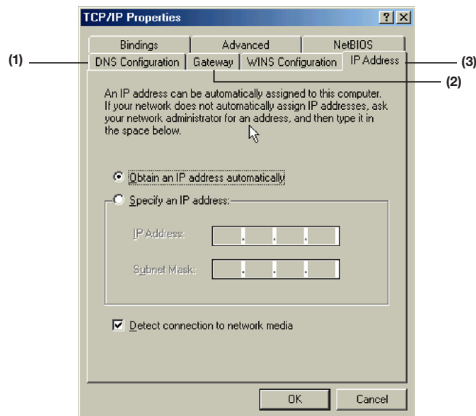 TCP/IP Properties
Bindings Advanced NetBIOS
(1) DNS Configuration Gateway WINS Configuration IP Address (3)
(2)
An IP address can be automatically assigned to this computer.
If your network does not automatically assign IP addresses, ask
your network administrator for an address, and then type it in
the space below.
Obtain an IP address automatically
Specify an IP address:
IP Address:
Subnet Mask:
Detect connection to network media
OK Cancel